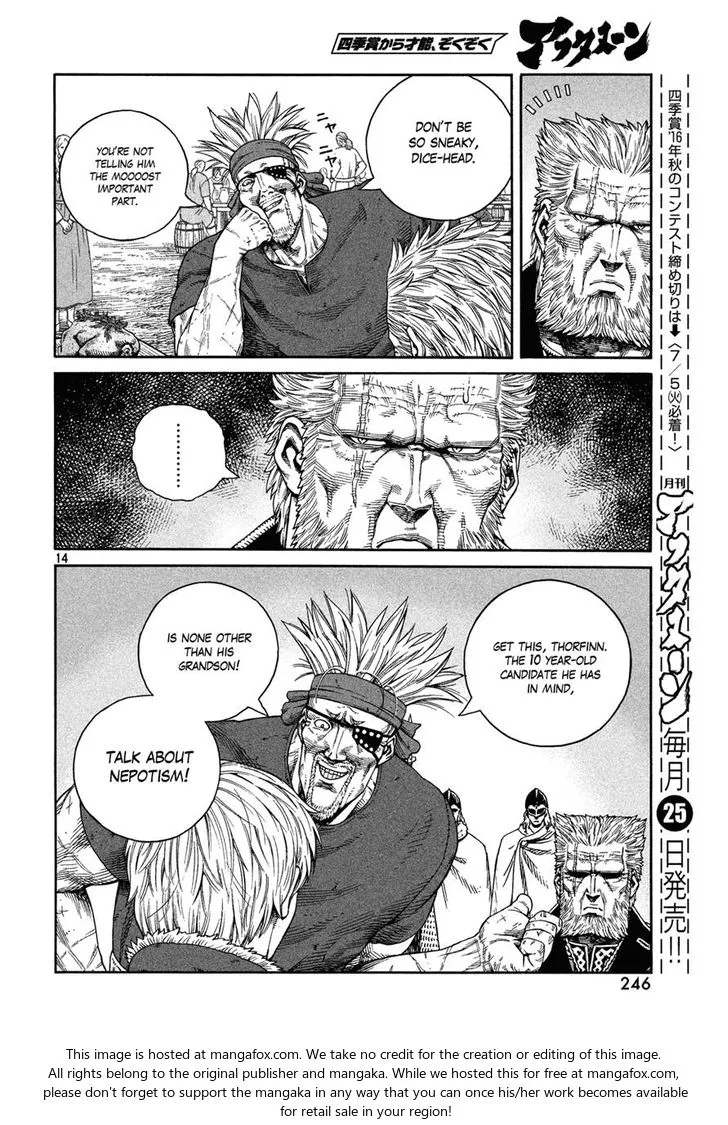 四季賞から才能、ぞくぞく
アフタヌーン
四季賞'16年秋のコンテスト締め切りは➡〈7/5㈫必着!〉
月刊アフタヌーン毎月25日発売!!!
DON'T BE
SO SNEAKY,
DICE-HEAD.
ニャ
ニャ
YOU'RE NOT
TELLING HIM
THE MOOOOST
IMPORTANT
PART.
.........
14
GET THIS, THORFINN.
THE 10 YEAR-OLD
CANDIDATE HE HAS
IN MIND,
IS NONE OTHER
THAN HIS
GRANDSON!
TALK ABOUT
NEPOTISM!
246
This image is hosted at mangafox.com. We take no credit for the creation or editing of this image.
All rights belong to the original publisher and mangaka. While we hosted this for free at mangafox.com,
please don't forget to support the mangaka in any way that you can once his/her work becomes available
for retail sale in your region!